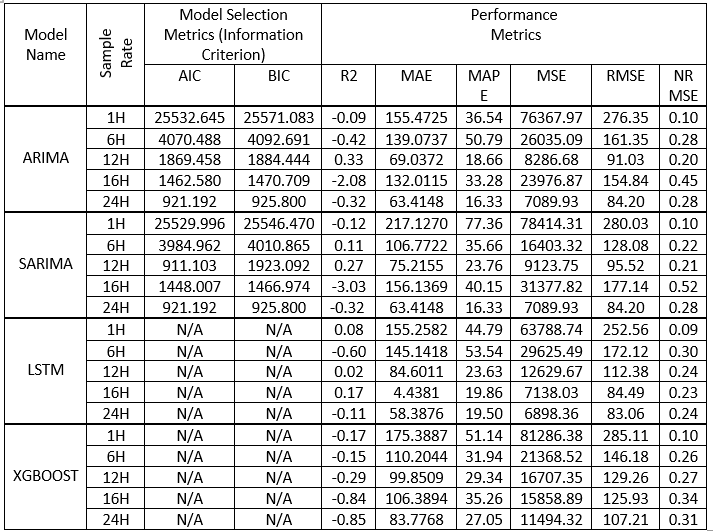 Model Name | Sample Rate | Model Selection Metrics (Information Criterion) | Performance Metrics
AIC | BIC | R2 | MAE | MAPE | MSE | RMSE | NRMSE
ARIMA | 1H | 25532.645 | 25571.083 | -0.09 | 155.4725 | 36.54 | 76367.97 | 276.35 | 0.10
6H | 4070.488 | 4092.691 | -0.42 | 139.0737 | 50.79 | 26035.09 | 161.35 | 0.28
12H | 1869.458 | 1884.444 | 0.33 | 69.0372 | 18.66 | 8286.68 | 91.03 | 0.20
16H | 1462.580 | 1470.709 | -2.08 | 132.0115 | 33.28 | 23976.87 | 154.84 | 0.45
24H | 921.192 | 925.800 | -0.32 | 63.4148 | 16.33 | 7089.93 | 84.20 | 0.28
SARIMA | 1H | 25529.996 | 25546.470 | -0.12 | 217.1270 | 77.36 | 78414.31 | 280.03 | 0.10
6H | 3984.962 | 4010.865 | 0.11 | 106.7722 | 35.66 | 16403.32 | 128.08 | 0.22
12H | 911.103 | 1923.092 | 0.27 | 75.2155 | 23.76 | 9123.75 | 95.52 | 0.21
16H | 1448.007 | 1466.974 | -3.03 | 156.1369 | 40.15 | 31377.82 | 177.14 | 0.52
24H | 921.192 | 925.800 | -0.32 | 63.4148 | 16.33 | 7089.93 | 84.20 | 0.28
LSTM | 1H | N/A | N/A | 0.08 | 155.2582 | 44.79 | 63788.74 | 252.56 | 0.09
6H | N/A | N/A | -0.60 | 145.1418 | 53.54 | 29625.49 | 172.12 | 0.30
12H | N/A | N/A | 0.02 | 84.6011 | 23.63 | 12629.67 | 112.38 | 0.24
16H | N/A | N/A | 0.17 | 4.4381 | 19.86 | 7138.03 | 84.49 | 0.23
24H | N/A | N/A | -0.11 | 58.3876 | 19.50 | 6898.36 | 83.06 | 0.24
XGBOOST | 1H | N/A | N/A | -0.17 | 175.3887 | 51.14 | 81286.38 | 285.11 | 0.10
6H | N/A | N/A | -0.15 | 110.2044 | 31.94 | 21368.52 | 146.18 | 0.26
12H | N/A | N/A | -0.29 | 99.8509 | 29.34 | 16707.35 | 129.26 | 0.27
16H | N/A | N/A | -0.84 | 106.3894 | 35.26 | 15858.89 | 125.93 | 0.34
24H | N/A | N/A | -0.85 | 83.7768 | 27.05 | 11494.32 | 107.21 | 0.31